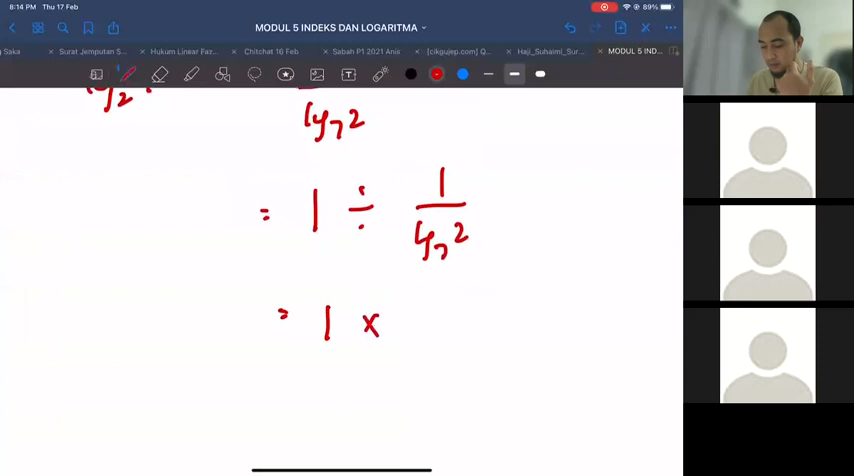 8:14 PM Thu 17 Feb
89%
MODUL 5 INDEKS DAN LOGARITMA
Saka
Surat Jemputan S...
Hukum Linear Faz...
Chitchat 16 Feb
Sabah P1 2021 Anis
[cikgujep.com] Q...
Haji_Suhaimi_Sur...
MODUL 5 IND...
log₇ 2
= 1 ÷ 1
log₇ 2
= 1 ×